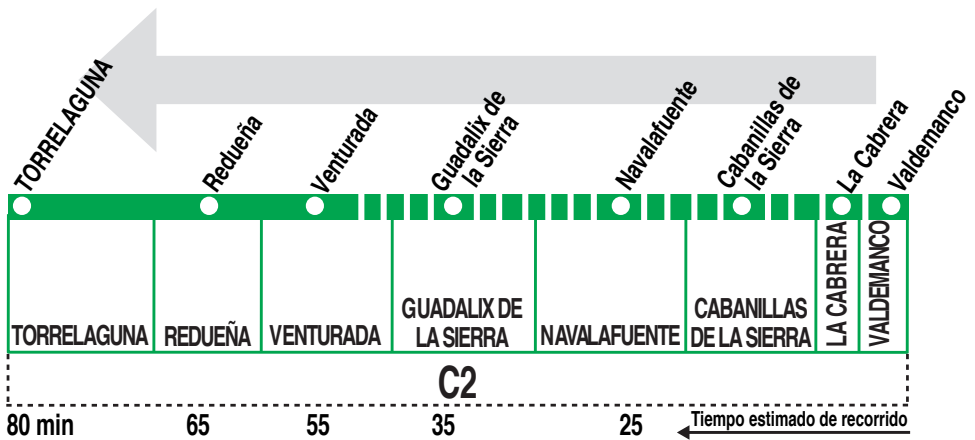 TORRELAGUNA
Redueña
Venturada
Guadalix de
la Sierra
Navalafuente
Cabanillas de
la Sierra
La Cabrera
Valdemanco
TORRELAGUNA
REDUEÑA
VENTURADA
GUADALIX DE
LA SIERRA
NAVALAFUENTE
CABANILLAS
DE LA SIERRA
LA CABRERA
VALDEMANCO
C2
80 min
65
55
35
25
Tiempo estimado de recorrido